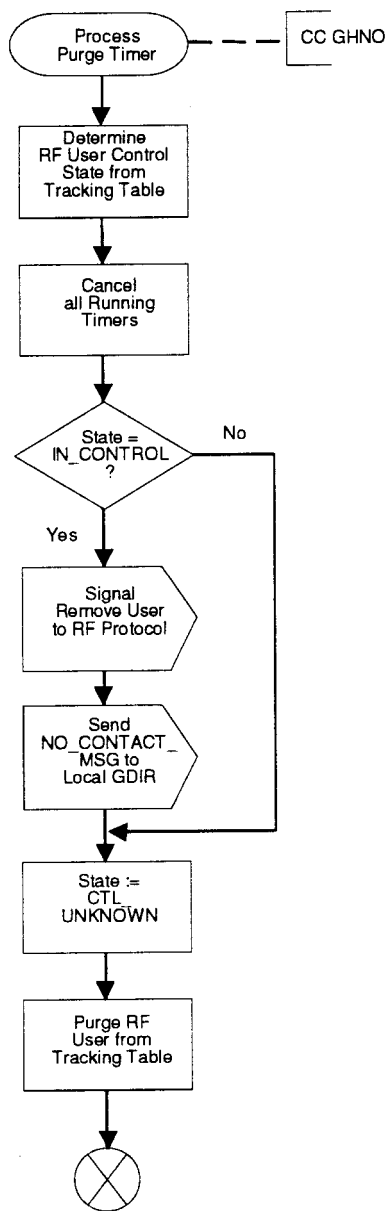 Process
Purge Timer
CC GHNO
Determine
RF User Control
State from
Tracking Table
Cancel
all Running
Timers
State =
IN_CONTROL
?
No
Yes
Signal
Remove User
to RF Protocol
Send
NO_CONTACT_
MSG to
Local GDIR
State :=
CTL_
UNKNOWN
Purge RF
User from
Tracking Table